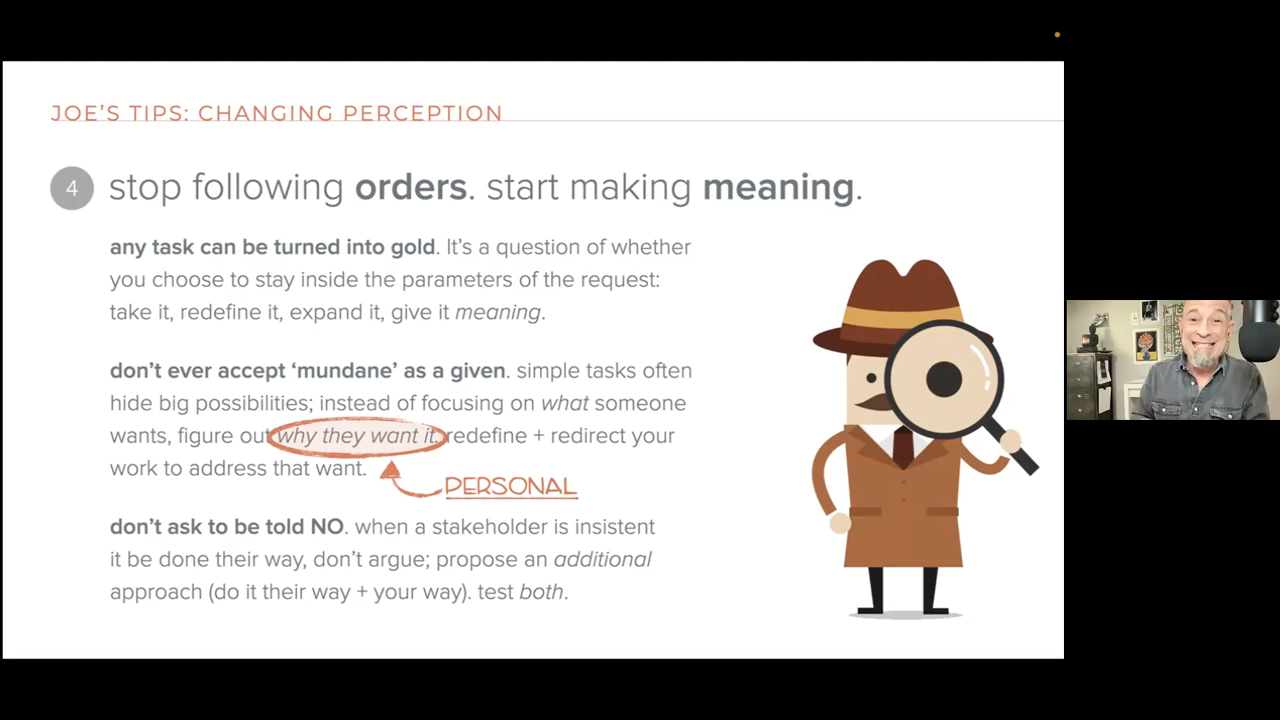 JOE'S TIPS: CHANGING PERCEPTION
4
stop following orders. start making meaning.
any task can be turned into gold. It's a question of whether
you choose to stay inside the parameters of the request:
take it, redefine it, expand it, give it meaning.
don't ever accept 'mundane' as a given. simple tasks often
hide big possibilities; instead of focusing on what someone
wants, figure out why they want it. redefine + redirect your
work to address that want.
PERSONAL
don't ask to be told NO. when a stakeholder is insistent
it be done their way, don't argue; propose an additional
approach (do it their way + your way). test both.